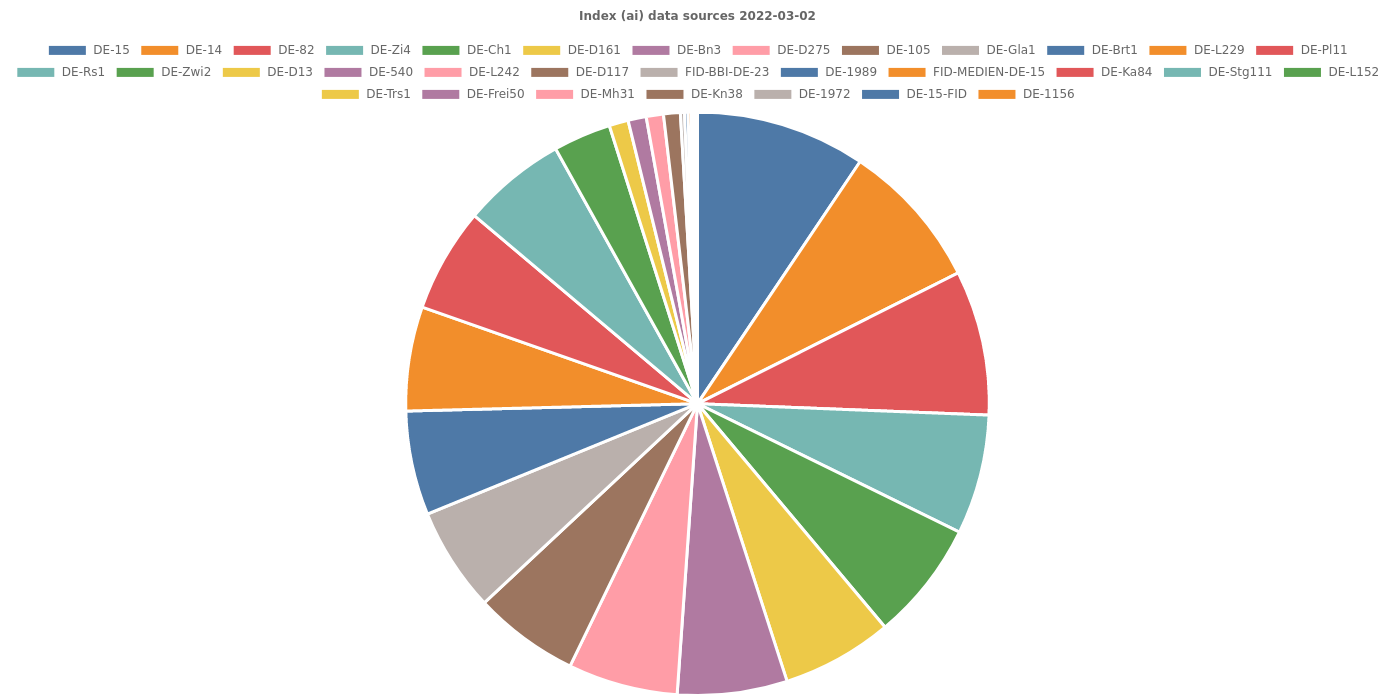 Index (ai) data sources 2022-03-02
DE-15 DE-14 DE-82 DE-Zi4 DE-Ch1 DE-D161 DE-Bn3 DE-D275 DE-105 DE-Gla1 DE-Brt1 DE-L229 DE-Pl11
DE-Rs1 DE-Zwi2 DE-D13 DE-540 DE-L242 DE-D117 FID-BBI-DE-23 DE-1989 FID-MEDIEN-DE-15 DE-Ka84 DE-Stg111 DE-L152
DE-Trs1 DE-Frei50 DE-Mh31 DE-Kn38 DE-1972 DE-15-FID DE-1156